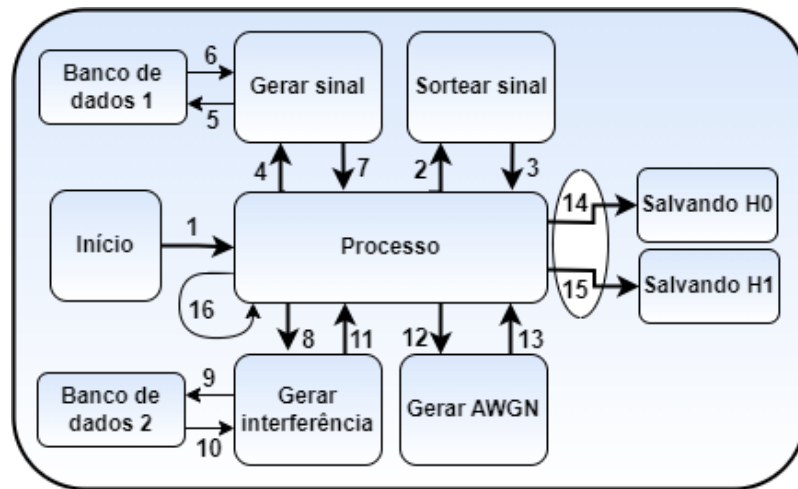 6
Banco de
dados 1
5
Gerar sinal
Sortear sinal
4
7
2
3
14
Salvando H0
1
Início
Processo
15
Salvando H1
16
8
11
12
13
9
Banco de
dados 2
10
Gerar
interferência
Gerar AWGN